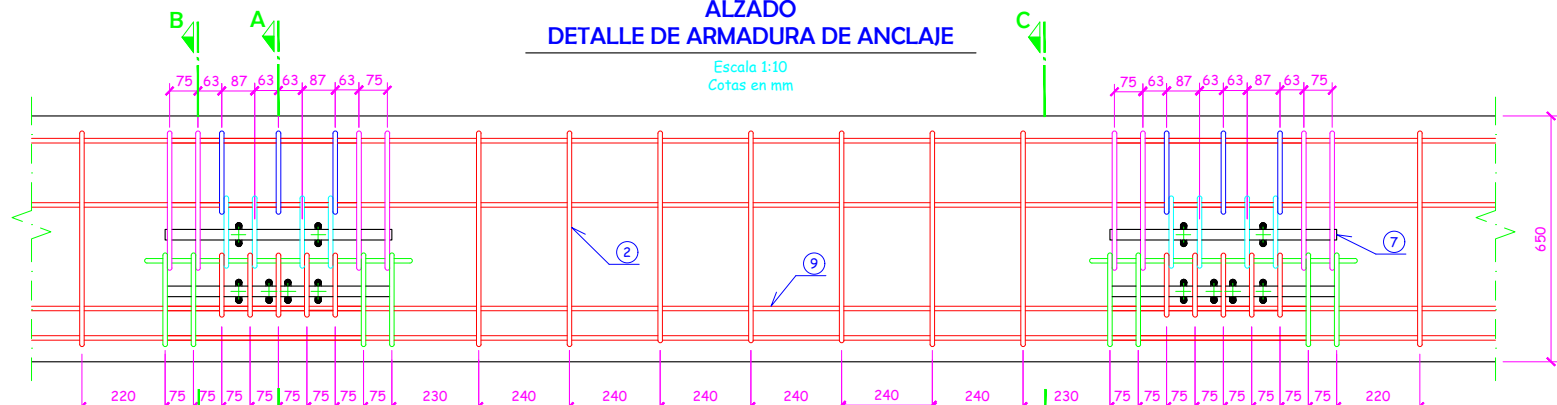 ALZADO
DETALLE DE ARMADURA DE ANCLAJE
Escala 1:10
Cotas en mm
B A C
75 63 87 63 63 87 63 75 75 63 87 63 63 87 63 75
2 7
9
650
220 75 75 75 75 75 75 75 75 230 240 240 240 240 240 240 230 75 75 75 75 75 75 75 75 220